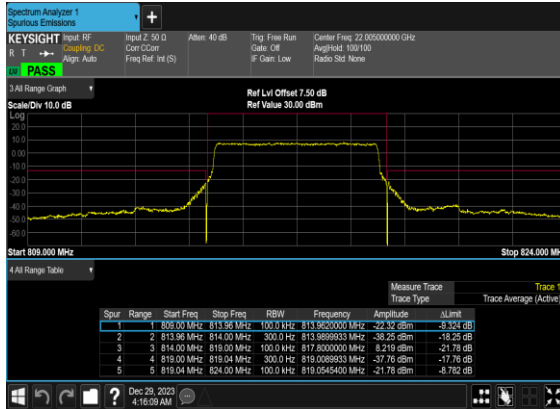 Spectrum Analyzer 1
Spurious Emissions
KEYSIGHT Input: RF Input Z: 50 Ω Atten: 40 dB Trig: Free Run Center Freq: 22.005000000 GHz
R T Coupling: DC Corr CCorr Gate: Off Avg|Hold: 100/100
Align: Auto Freq Ref: Int (S) IF Gain: Low Radio Std: None
PASS
3 All Range Graph
Ref Lvl Offset 7.50 dB
Scale/Div 10.0 dB Ref Value 30.00 dBm
Log
20.0
10.0
0.00
-10.0
-20.0
-30.0
-40.0
-50.0
-60.0
Start 809.000 MHz Stop 824.000 MH
4 All Range Table
Measure Trace Trace 1
Trace Type Trace Average (Active)
Spur Range Start Freq Stop Freq RBW Frequency Amplitude ΔLimit
1 1 809.00 MHz 813.96 MHz 100.0 kHz 813.9620000 MHz -22.32 dBm -9.324 dB
2 2 813.96 MHz 814.00 MHz 300.0 Hz 813.9899933 MHz -38.25 dBm -18.25 dB
3 3 814.00 MHz 819.00 MHz 100.0 kHz 817.8000000 MHz 8.219 dBm -21.78 dB
4 4 819.00 MHz 819.04 MHz 300.0 Hz 819.0089933 MHz -37.76 dBm -17.76 dB
5 5 819.04 MHz 824.00 MHz 100.0 kHz 819.0545400 MHz -21.78 dBm -8.782 dB
Dec 29, 2023
4:16:09 AM